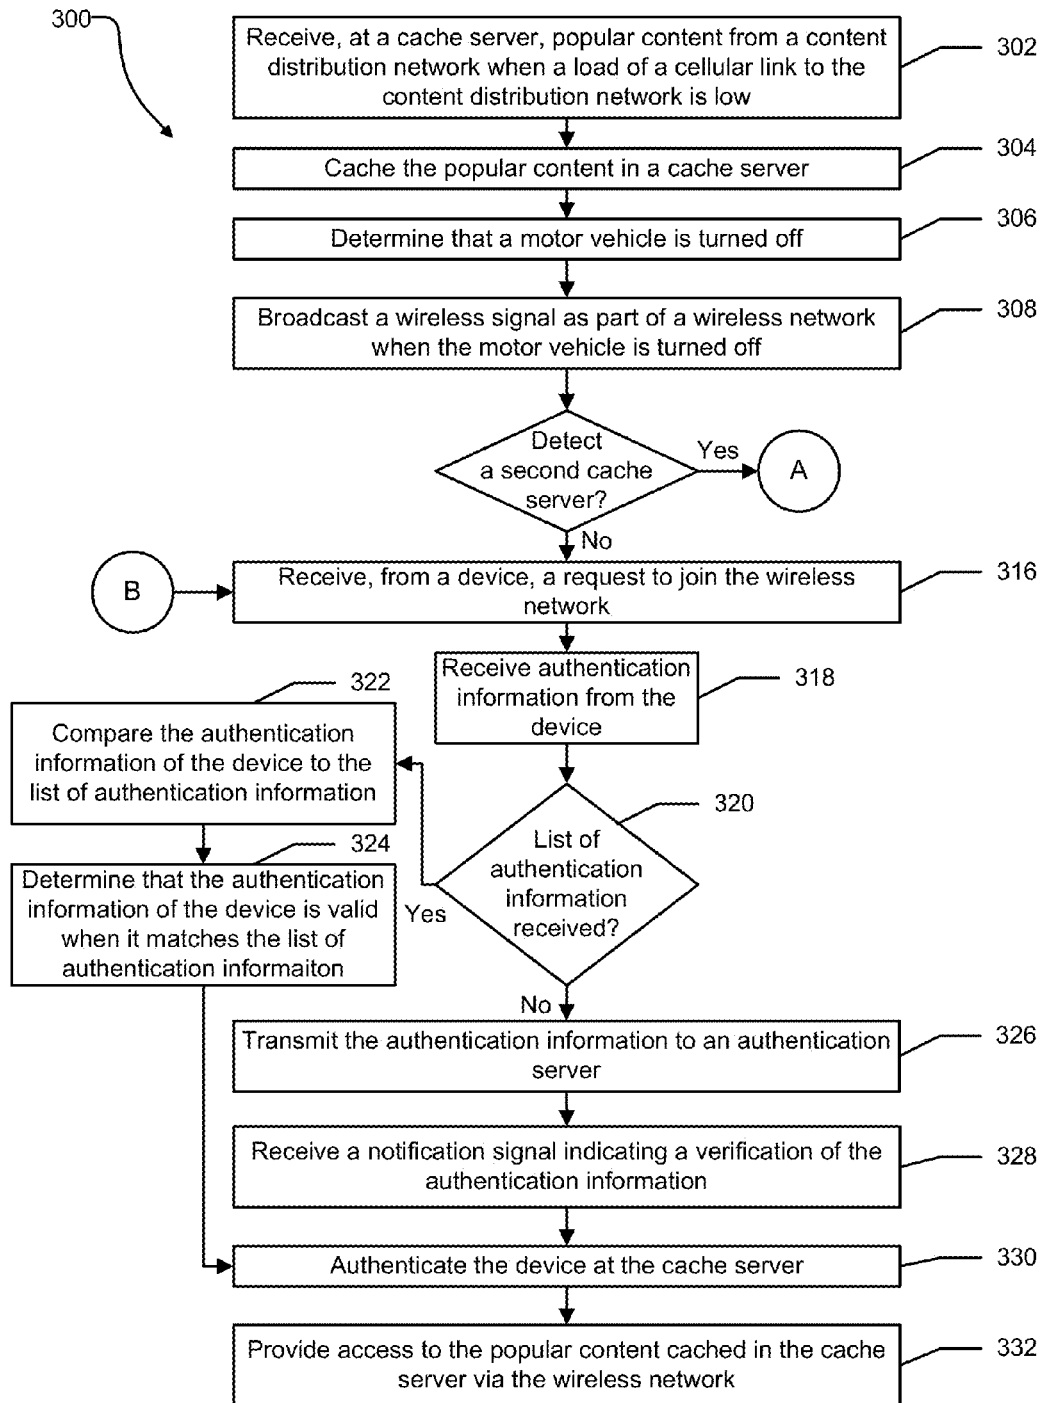 300
Receive, at a cache server, popular content from a content
distribution network when a load of a cellular link to the
content distribution network is low
302
Cache the popular content in a cache server
304
Determine that a motor vehicle is turned off
306
Broadcast a wireless signal as part of a wireless network
when the motor vehicle is turned off
308
Detect
a second cache
server?
Yes
A
No
B
Receive, from a device, a request to join the wireless
network
316
Receive authentication
information from the
device
318
322
Compare the authentication
information of the device to the
list of authentication information
320
List of
authentication
information
received?
324
Determine that the authentication
information of the device is valid
when it matches the list of
authentication informaiton
Yes
No
Transmit the authentication information to an authentication
server
326
Receive a notification signal indicating a verification of the
authentication information
328
Authenticate the device at the cache server
330
Provide access to the popular content cached in the cache
server via the wireless network
332